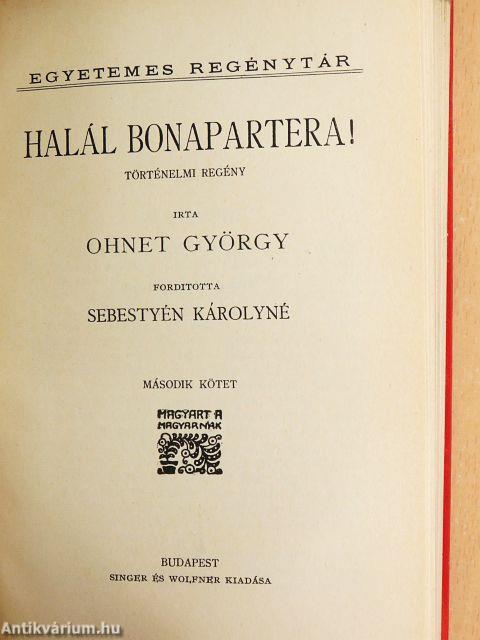 EGYETEMES REGÉNYTÁR
HALÁL BONAPARTERA!
TÖRTÉNELMI REGÉNY
IRTA
OHNET GYÖRGY
FORDITOTTA
SEBESTYÉN KÁROLYNÉ
MÁSODIK KÖTET
MAGYART A
MAGYARNAK
BUDAPEST
SINGER ÉS WOLFNER KIADÁSA
Antikvárium.hu